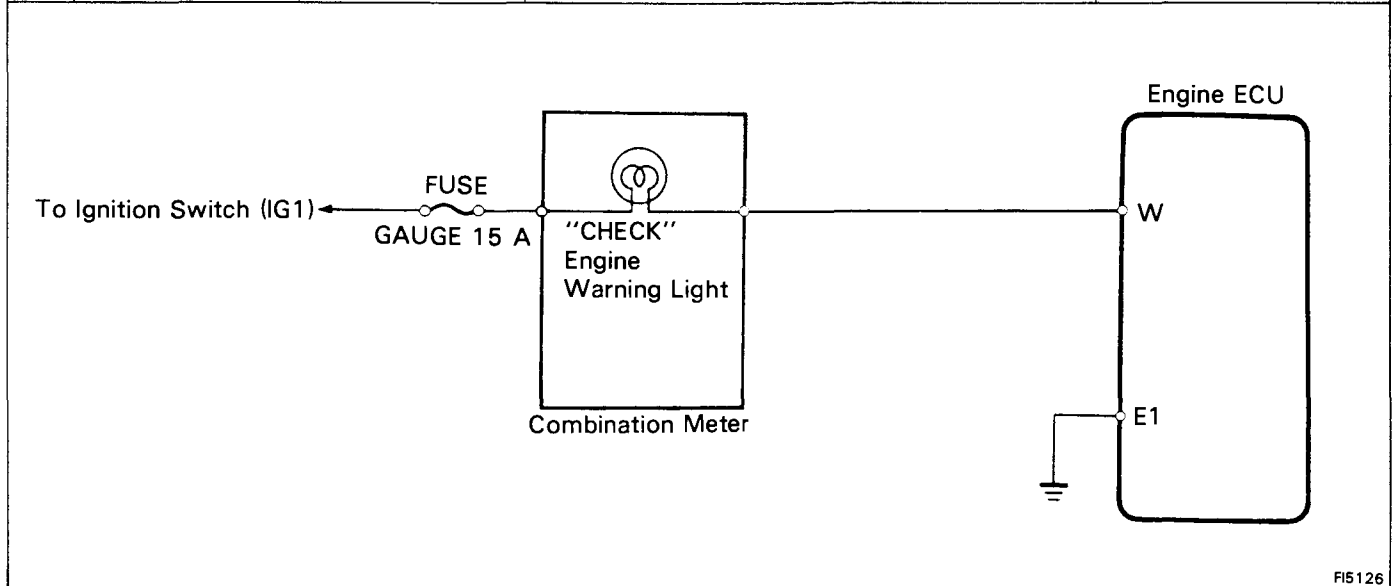 Engine ECU
FUSE
To Ignition Switch (IG1)
GAUGE 15 A
"CHECK"
Engine
Warning Light
W
Combination Meter
E1
FI5126